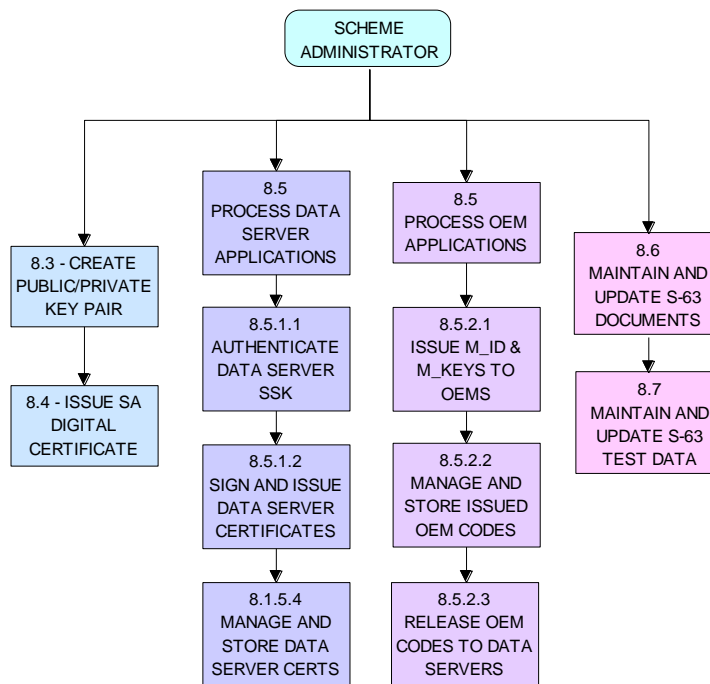 SCHEME
ADMINISTRATOR
8.3 - CREATE
PUBLIC/PRIVATE
KEY PAIR
8.4 - ISSUE SA
DIGITAL
CERTIFICATE
8.5
PROCESS DATA
SERVER
APPLICATIONS
8.5.1.1
AUTHENTICATE
DATA SERVER
SSK
8.5.1.2
SIGN AND ISSUE
DATA SERVER
CERTIFICATES
8.1.5.4
MANAGE AND
STORE DATA
SERVER CERTS
8.5
PROCESS OEM
APPLICATIONS
8.5.2.1
ISSUE M_ID &
M_KEYS TO
OEMS
8.5.2.2
MANAGE AND
STORE ISSUED
OEM CODES
8.5.2.3
RELEASE OEM
CODES TO DATA
SERVERS
8.6
MAINTAIN AND
UPDATE S-63
DOCUMENTS
8.7
MAINTAIN AND
UPDATE S-63
TEST DATA